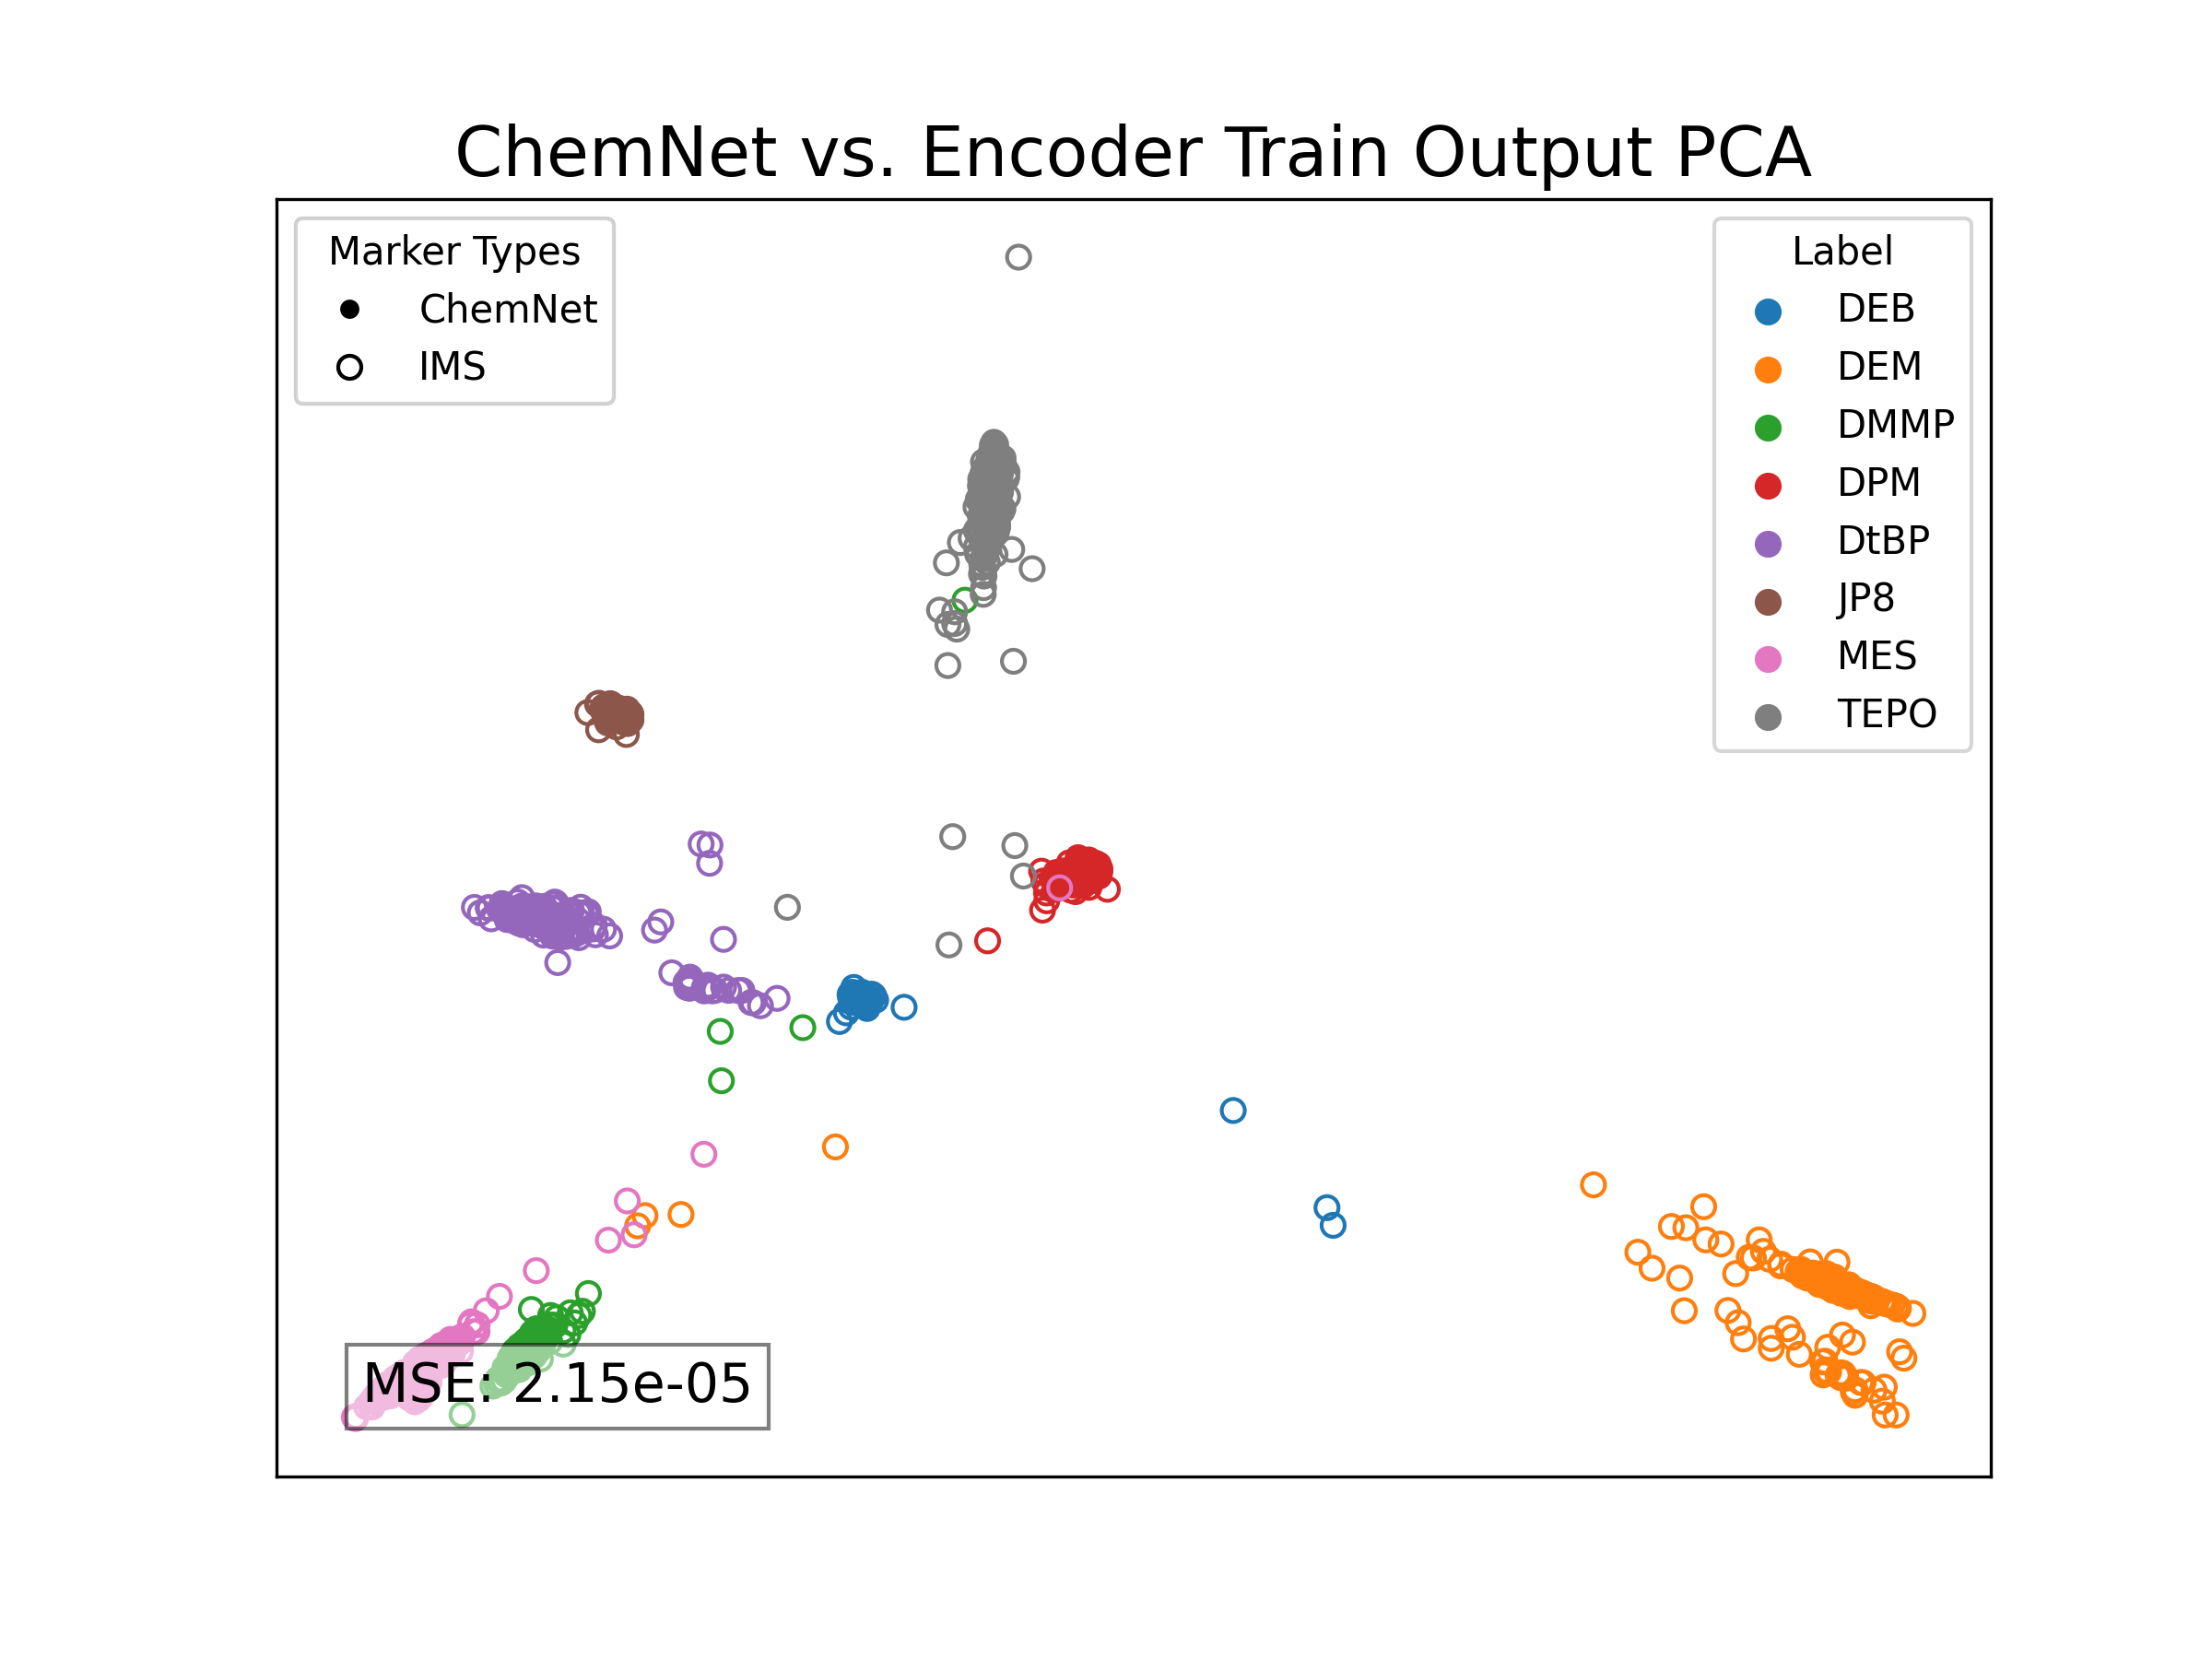 ChemNet vs. Encoder Train Output PCA
Marker Types
ChemNet
IMS
Label
DEB
DEM
DMMP
DPM
DtBP
JP8
MES
TEPO
MSE: 2.15e-05